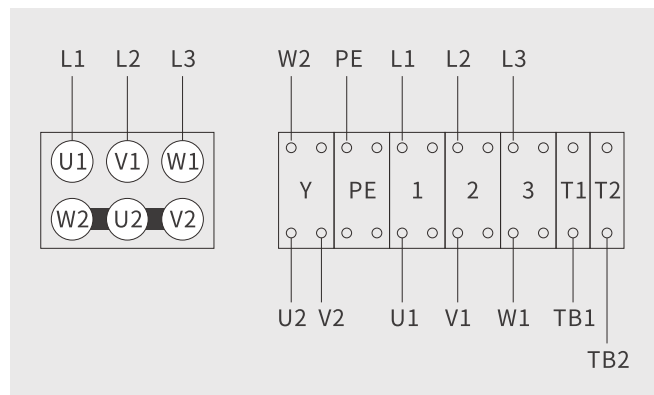 L1 L2 L3
W2 PE L1 L2 L3
U1 V1 W1
Y PE 1 2 3 T1 T2
W2 U2 V2
U2 V2 U1 V1 W1 TB1
TB2